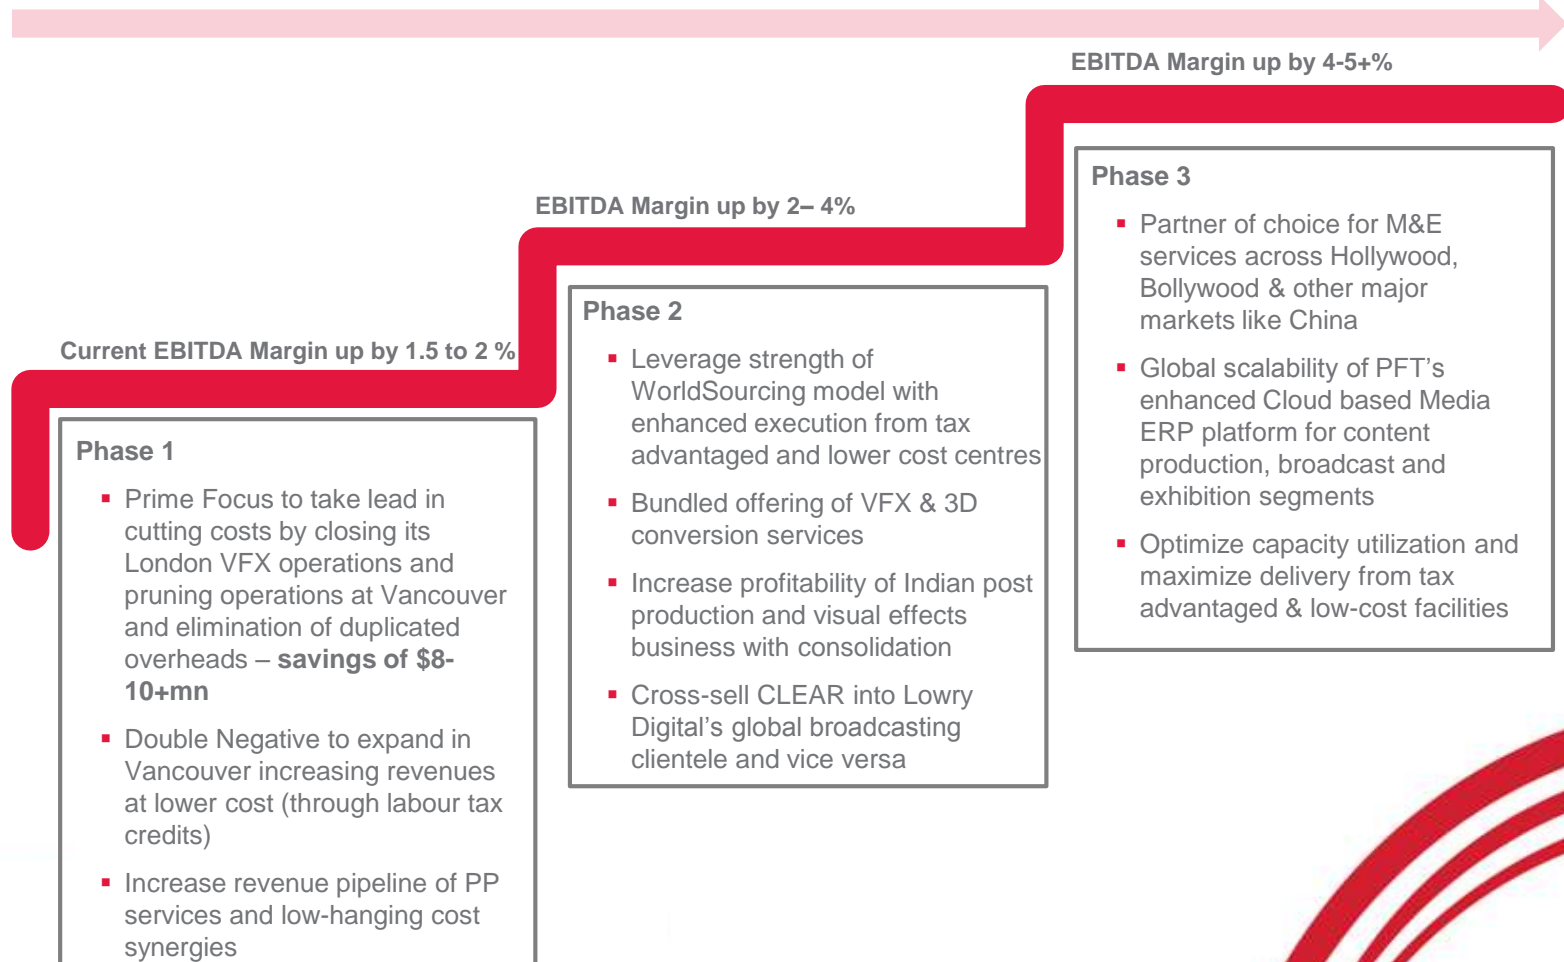 EBITDA Margin up by 4-5+%
EBITDA Margin up by 2– 4%
Current EBITDA Margin up by 1.5 to 2 %
Phase 1
▪ Prime Focus to take lead in
cutting costs by closing its
London VFX operations and
pruning operations at Vancouver
and elimination of duplicated
overheads – savings of $8-
10+mn
▪ Double Negative to expand in
Vancouver increasing revenues
at lower cost (through labour tax
credits)
▪ Increase revenue pipeline of PP
services and low-hanging cost
synergies
Phase 2
▪ Leverage strength of
WorldSourcing model with
enhanced execution from tax
advantaged and lower cost centres
▪ Bundled offering of VFX & 3D
conversion services
▪ Increase profitability of Indian post
production and visual effects
business with consolidation
▪ Cross-sell CLEAR into Lowry
Digital’s global broadcasting
clientele and vice versa
Phase 3
▪ Partner of choice for M&E
services across Hollywood,
Bollywood & other major
markets like China
▪ Global scalability of PFT’s
enhanced Cloud based Media
ERP platform for content
production, broadcast and
exhibition segments
▪ Optimize capacity utilization and
maximize delivery from tax
advantaged & low-cost facilities